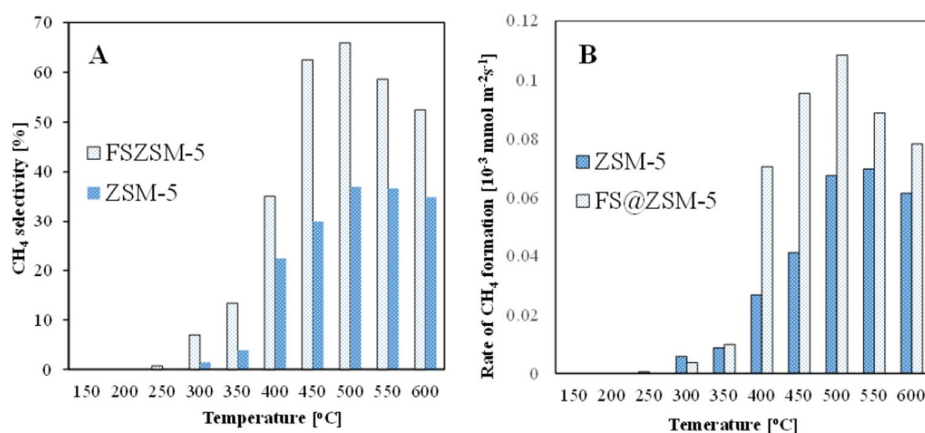 A
CH₄ selectivity [%]
70
60
50
40
30
20
10
0
FSZSM-5
ZSM-5
150 200 250 300 350 400 450 500 550 600
Temperature [°C]
B
Rate of CH₄ formation [10⁻³ mmol m⁻²s⁻¹]
0.12
0.1
0.08
0.06
0.04
0.02
0
ZSM-5
FS@ZSM-5
150 200 250 300 350 400 450 500 550 600
Temerature [°C]